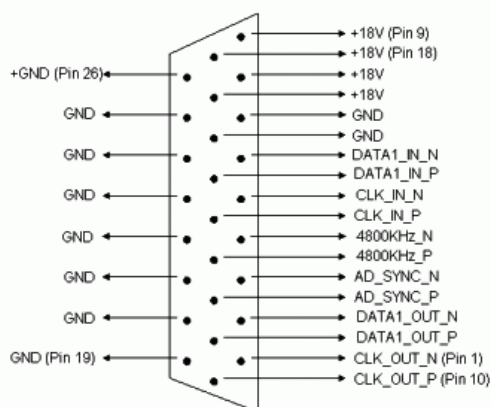 +18V (Pin 9)
+18V (Pin 18)
+GND (Pin 26)
+18V
+18V
GND
GND
GND
GND
DATA1_IN_N
DATA1_IN_P
GND
CLK_IN_N
CLK_IN_P
GND
4800KHz_N
4800KHz_P
GND
AD_SYNC_N
AD_SYNC_P
GND
DATA1_OUT_N
DATA1_OUT_P
GND (Pin 19)
CLK_OUT_N (Pin 1)
CLK_OUT_P (Pin 10)